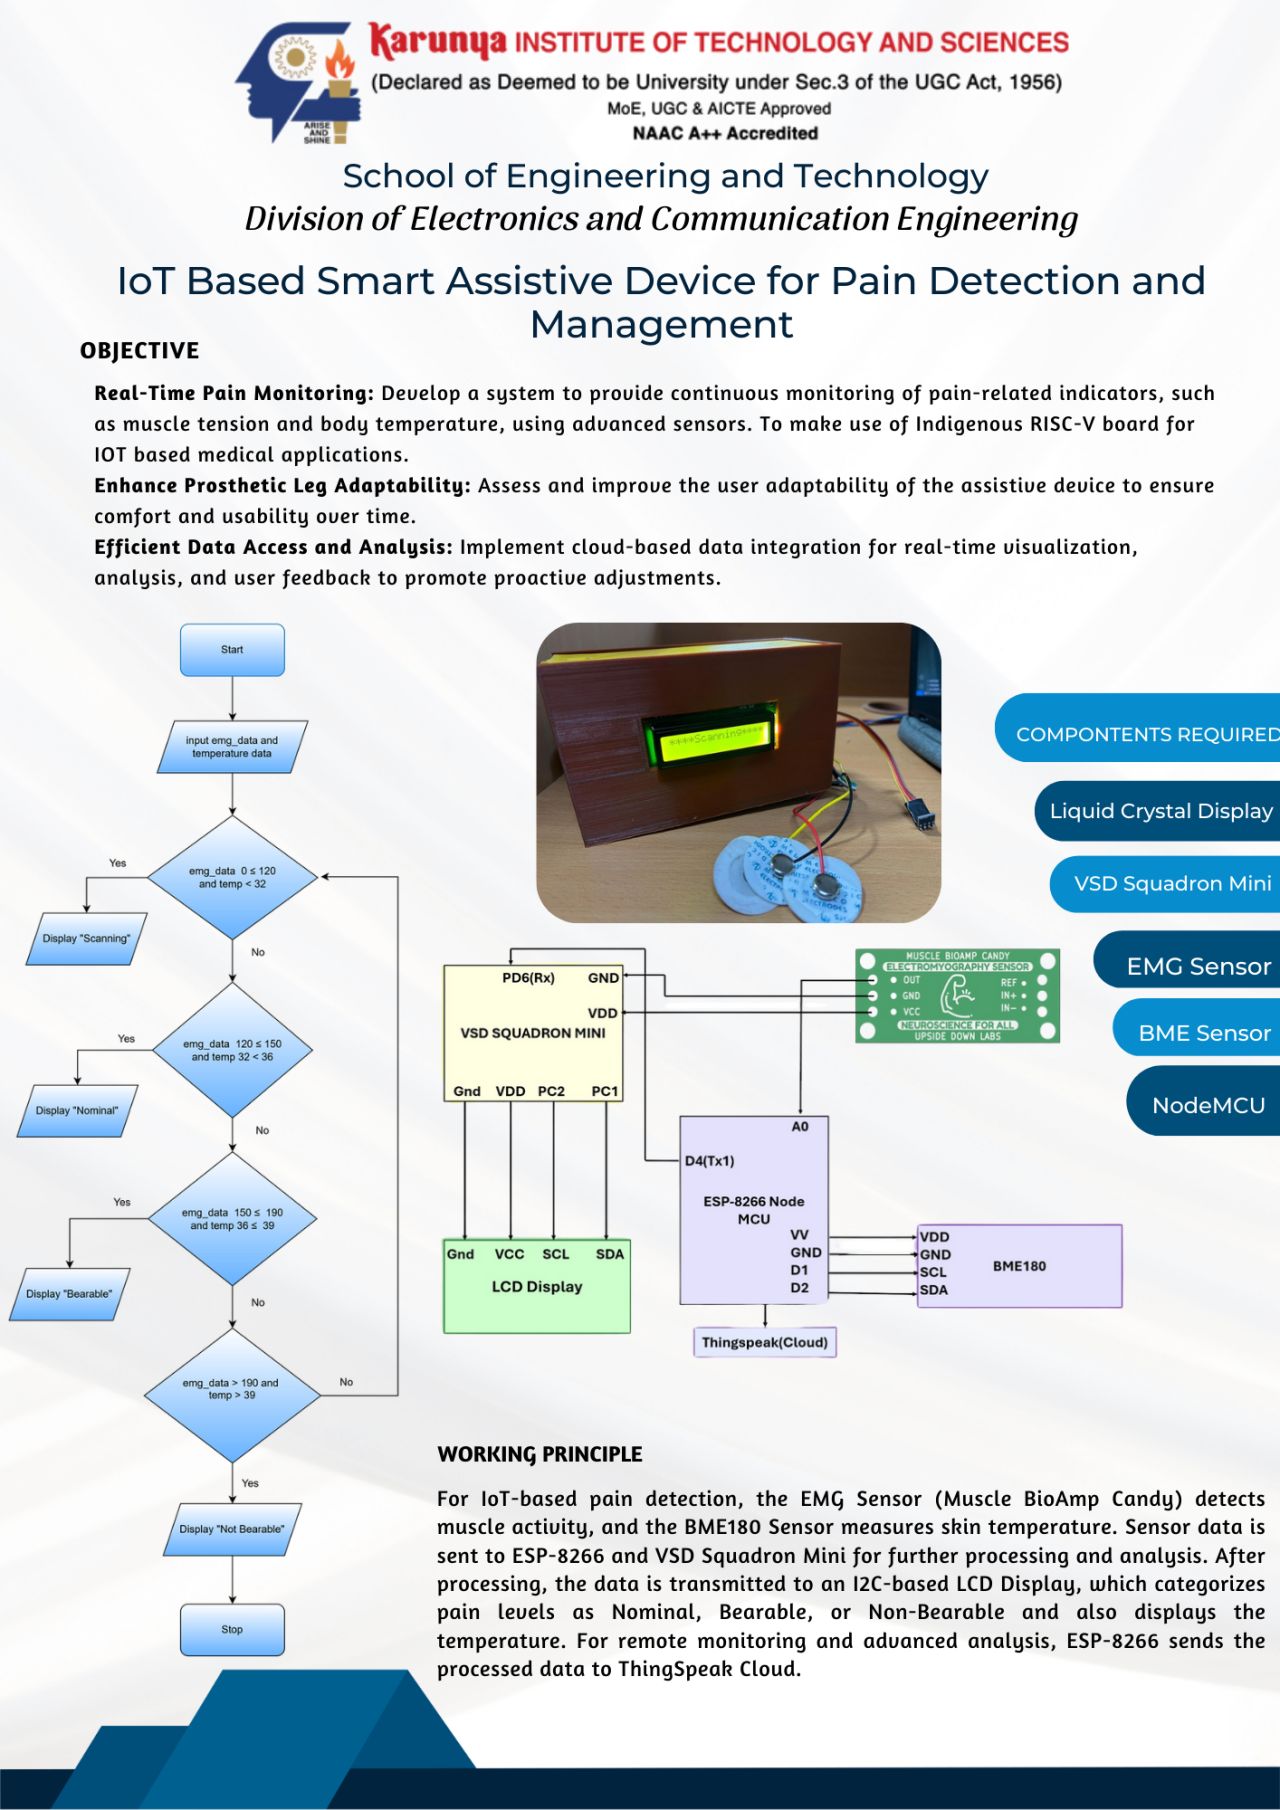 Karunya INSTITUTE OF TECHNOLOGY AND SCIENCES
(Declared as Deemed to be University under Sec.3 of the UGC Act, 1956)
MoE, UGC & AICTE Approved
NAAC A++ Accredited
ARISE
AND
SHINE
School of Engineering and Technology
Division of Electronics and Communication Engineering
IoT Based Smart Assistive Device for Pain Detection and
Management
OBJECTIVE
Real-Time Pain Monitoring: Develop a system to provide continuous monitoring of pain-related indicators, such
as muscle tension and body temperature, using advanced sensors. To make use of Indigenous RISC-V board for
IOT based medical applications.
Enhance Prosthetic Leg Adaptability: Assess and improve the user adaptability of the assistive device to ensure
comfort and usability over time.
Efficient Data Access and Analysis: Implement cloud-based data integration for real-time visualization,
analysis, and user feedback to promote proactive adjustments.
Start
input emg_data and
temperature data
emg_data 0 ≤ 120
and temp < 32
Yes
Display "Scanning"
No
emg_data 120 ≤ 150
and temp 32 < 36
Yes
Display "Nominal"
No
emg_data 150 ≤ 190
and temp 36 ≤ 39
Yes
Display "Bearable"
No
emg_data > 190 and
temp > 39
No
Yes
Display "Not Bearable"
Stop
****Scanning****
COMPONTENTS REQUIRED
Liquid Crystal Display
VSD Squadron Mini
EMG Sensor
BME Sensor
NodeMCU
PD6(Rx)
GND
VDD
VSD SQUADRON MINI
Gnd VDD PC2 PC1
MUSCLE BIOAMP CANDY
ELECTROMYOGRAPHY SENSOR
OUT
GND
VCC
REF
IN+
IN-
NEUROSCIENCE FOR ALL
UPSIDE DOWN LABS
A0
D4(Tx1)
ESP-8266 Node
MCU
VV
GND
D1
D2
VDD
GND
SCL
SDA
BME180
Gnd VCC SCL SDA
LCD Display
Thingspeak(Cloud)
WORKING PRINCIPLE
For IoT-based pain detection, the EMG Sensor (Muscle BioAmp Candy) detects
muscle activity, and the BME180 Sensor measures skin temperature. Sensor data is
sent to ESP-8266 and VSD Squadron Mini for further processing and analysis. After
processing, the data is transmitted to an I2C-based LCD Display, which categorizes
pain levels as Nominal, Bearable, or Non-Bearable and also displays the
temperature. For remote monitoring and advanced analysis, ESP-8266 sends the
processed data to ThingSpeak Cloud.